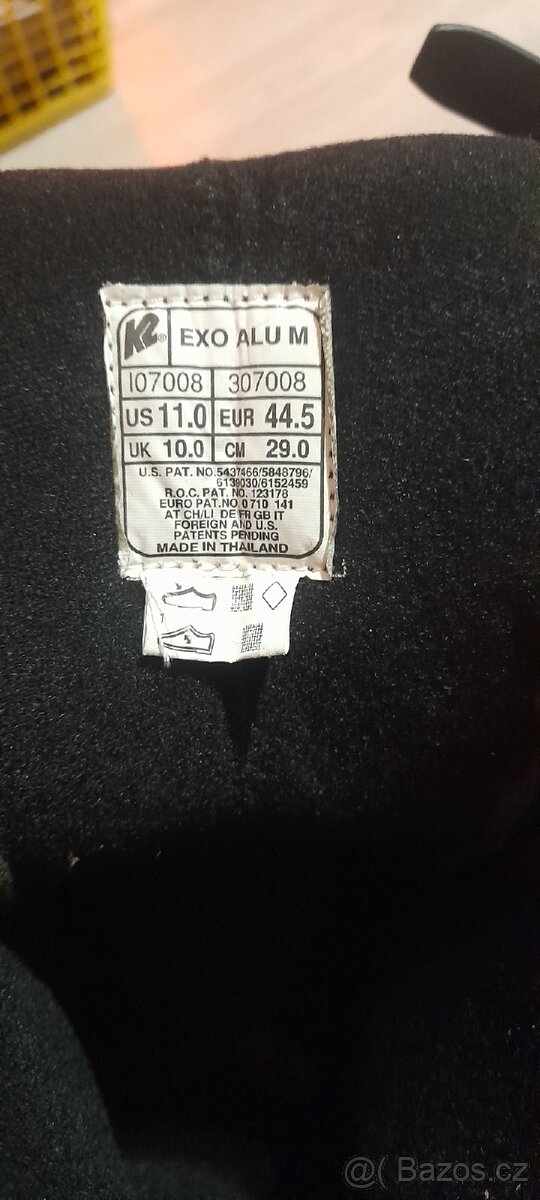 K2® EXO ALU M
107008 307008
US 11.0 EUR 44.5
UK 10.0 CM 29.0
U.S. PAT. NO.5437466/5848796/
6139030/6152459
R.O.C. PAT. NO. 123178
EURO PAT.NO.0 710 141
AT CH/LI DE FR GB IT
FOREIGN AND U.S.
PATENTS PENDING
MADE IN THAILAND
@( Bazos.cz